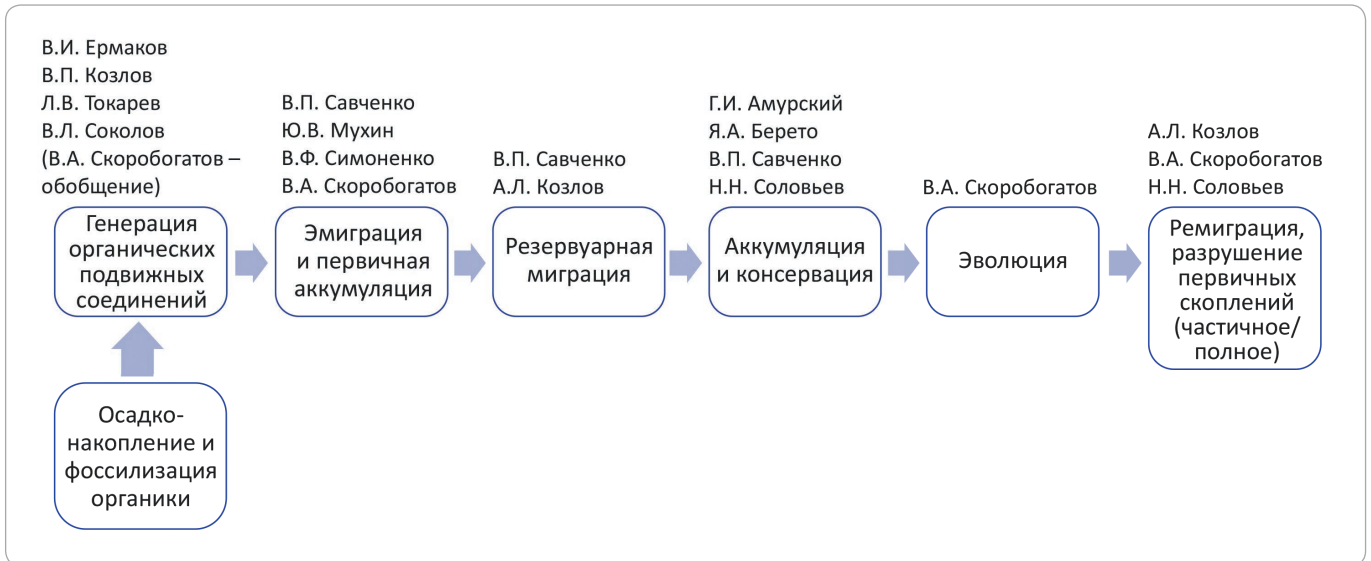 В.И. Ермаков
В.П. Козлов
Л.В. Токарев
В.Л. Соколов
(В.А. Скоробогатов –
обобщение)
Генерация
органических
подвижных
соединений
Осадко-
накопление и
фоссилизация
органики
В.П. Савченко
Ю.В. Мухин
В.Ф. Симоненко
В.А. Скоробогатов
Эмиграция
и первичная
аккумуляция
В.П. Савченко
А.Л. Козлов
Резервуарная
миграция
Г.И. Амурский
Я.А. Берето
В.П. Савченко
Н.Н. Соловьев
Аккумуляция
и консервация
В.А. Скоробогатов
Эволюция
А.Л. Козлов
В.А. Скоробогатов
Н.Н. Соловьев
Ремиграция,
разрушение
первичных
скоплений
(частичное/
полное)